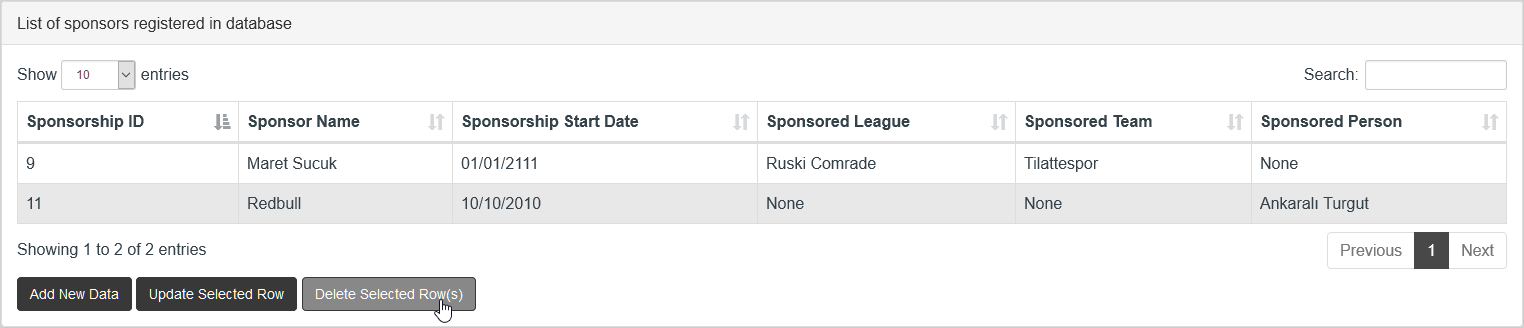 List of sponsors registered in database
Show 10 entries Search:
Sponsorship ID Sponsor Name Sponsorship Start Date Sponsored League Sponsored Team Sponsored Person
9 Maret Sucuk 01/01/2111 Ruski Comrade Tilattespor None
11 Redbull 10/10/2010 None None Ankaralı Turgut
Showing 1 to 2 of 2 entries Previous 1 Next
Add New Data Update Selected Row Delete Selected Row(s)